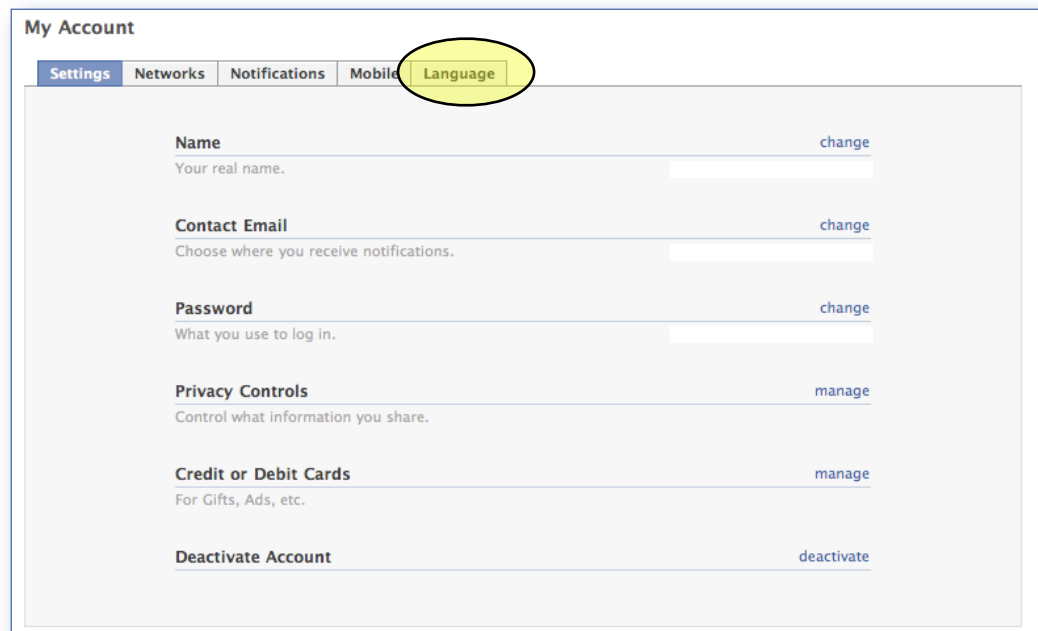 My Account
Settings Networks Notifications Mobile Language
Name change
Your real name.
Contact Email change
Choose where you receive notifications.
Password change
What you use to log in.
Privacy Controls manage
Control what information you share.
Credit or Debit Cards manage
For Gifts, Ads, etc.
Deactivate Account deactivate